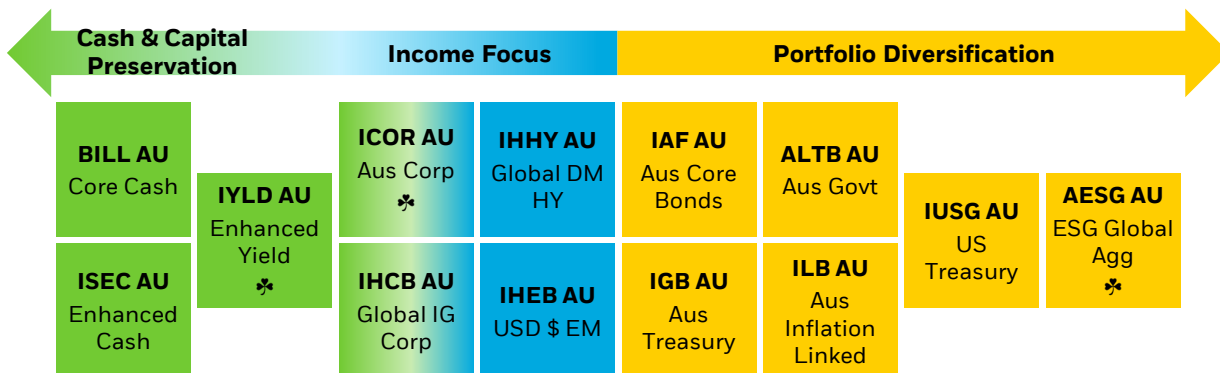 Cash & Capital
Preservation
Income Focus
Portfolio Diversification
BILL AU
Core Cash
ISEC AU
Enhanced
Cash
IYLD AU
Enhanced
Yield
☘
ICOR AU
Aus Corp
☘
IHCB AU
Global IG
Corp
IHHY AU
Global DM
HY
IHEB AU
USD $ EM
IAF AU
Aus Core
Bonds
IGB AU
Aus
Treasury
ALTB AU
Aus Govt
ILB AU
Aus
Inflation
Linked
IUSG AU
US
Treasury
AESG AU
ESG Global
Agg
☘